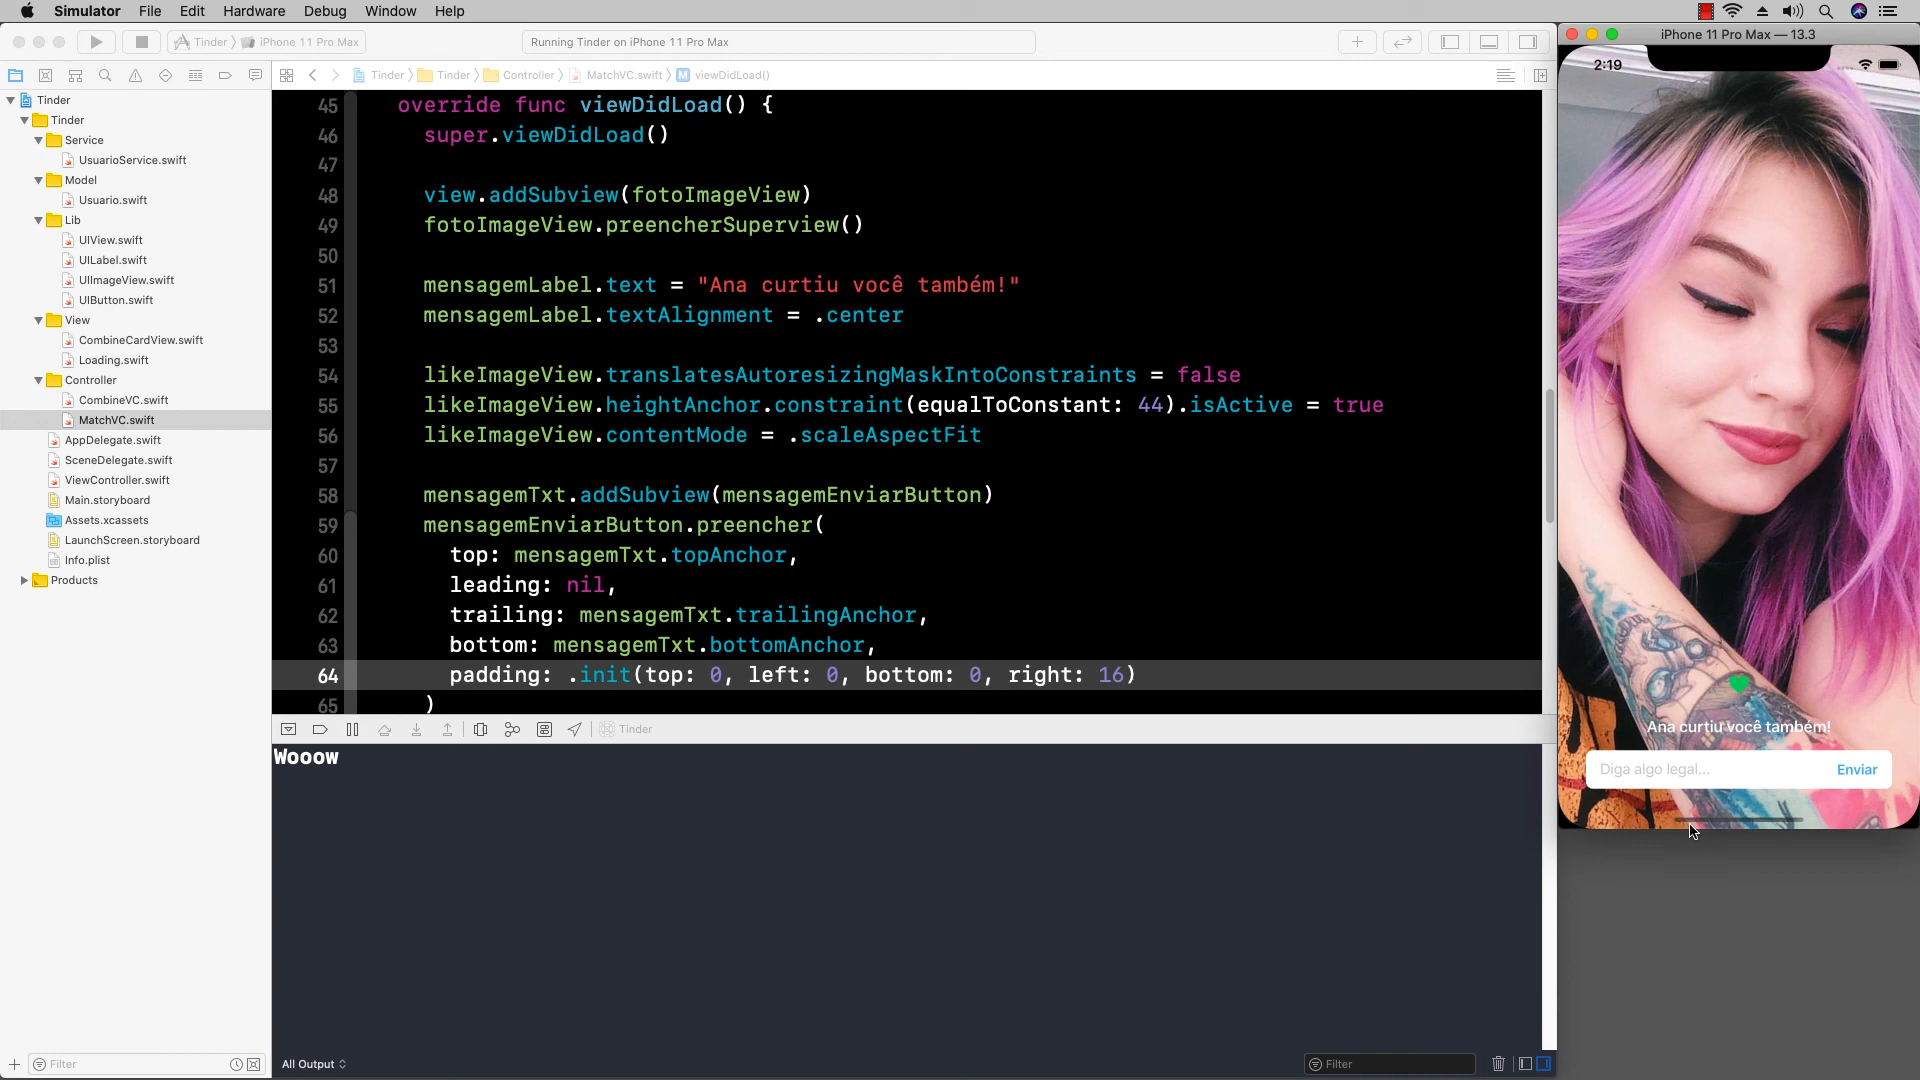 Simulator File Edit Hardware Debug Window Help
Tinder iPhone 11 Pro Max
Running Tinder on iPhone 11 Pro Max
iPhone 11 Pro Max — 13.3
Tinder Tinder Controller MatchVC.swift M viewDidLoad()
Tinder
Tinder
Service
UsuarioService.swift
Model
Usuario.swift
Lib
UIView.swift
UILabel.swift
UIImageView.swift
UIButton.swift
View
CombineCardView.swift
Loading.swift
Controller
CombineVC.swift
MatchVC.swift
AppDelegate.swift
SceneDelegate.swift
ViewController.swift
Main.storyboard
Assets.xcassets
LaunchScreen.storyboard
Info.plist
Products
Filter
45 override func viewDidLoad() {
46 super.viewDidLoad()
47
48 view.addSubview(fotoImageView)
49 fotoImageView.preencherSuperview()
50
51 mensagemLabel.text = "Ana curtiu você também!"
52 mensagemLabel.textAlignment = .center
53
54 likeImageView.translatesAutoresizingMaskIntoConstraints = false
55 likeImageView.heightAnchor.constraint(equalToConstant: 44).isActive = true
56 likeImageView.contentMode = .scaleAspectFit
57
58 mensagemTxt.addSubview(mensagemEnviarButton)
59 mensagemEnviarButton.preencher(
60 top: mensagemTxt.topAnchor,
61 leading: nil,
62 trailing: mensagemTxt.trailingAnchor,
63 bottom: mensagemTxt.bottomAnchor,
64 padding: .init(top: 0, left: 0, bottom: 0, right: 16)
65 )
Tinder
Wooow
All Output
Filter
2:19
Ana curtiu você também!
Diga algo legal... Enviar